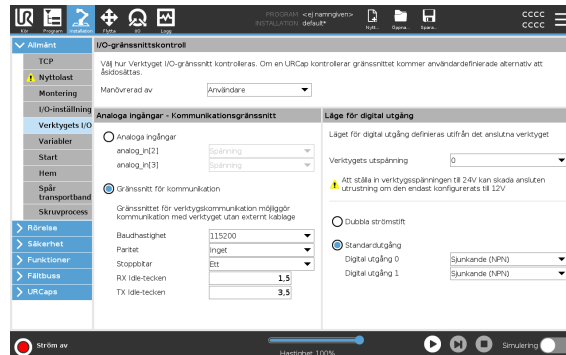 PROGRAM <ej namngiven>
INSTALLATION default*
Kör
Program
Installation
Flytta
I/O
Logg
Nytt...
Öppna...
Spara...
CCCC
CCCC
Allmänt
TCP
Nyttolast
Montering
I/O-inställning
Verktygets I/O
Variabler
Start
Hem
Spår
transportband
Skruvprocess
Rörelse
Säkerhet
Funktioner
Fältbuss
URCaps
I/O-gränssnittskontroll
Välj hur Verktyget I/O-gränsnitt kontrolleras. Om en URCap kontrollerar gränssnittet kommer användardefinierade alternativ att
åsidosättas.
Manövrerad av
Användare
Analoga ingångar - Kommunikationsgränssnitt
Analoga ingångar
analog_in[2]
Spänning
analog_in[3]
Spänning
Gränssnitt för kommunikation
Gränssnittet för verktygskommunikation möjliggör
kommunikation med verktyget utan externt kablage
Baudhastighet
115200
Paritet
Inget
Stoppbitar
Ett
RX Idle-tecken
1,5
TX Idle-tecken
3,5
Läge för digital utgång
Läget för digital utgång definieras utifrån det anslutna verktyget
Verktygets utspänning
0
Att ställa in verktygsspänningen till 24V kan skada ansluten
utrustning om den endast konfigurerats till 12V
Dubbla strömstift
Standardutgång
Digital utgång 0
Sjunkande (NPN)
Digital utgång 1
Sjunkande (NPN)
Ström av
Hastighet 100%
Simulering